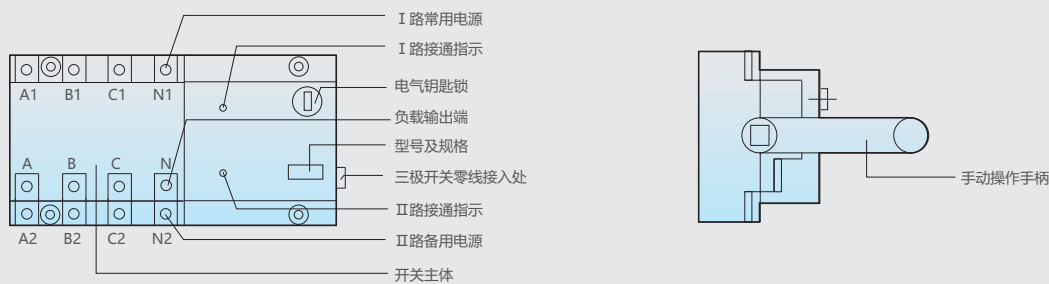 Ⅰ路常用电源
Ⅰ路接通指示
电气钥匙锁
负载输出端
型号及规格
三极开关零线接入处
Ⅱ路接通指示
Ⅱ路备用电源
开关主体
A1 B1 C1 N1
A B C N
A2 B2 C2 N2
手动操作手柄